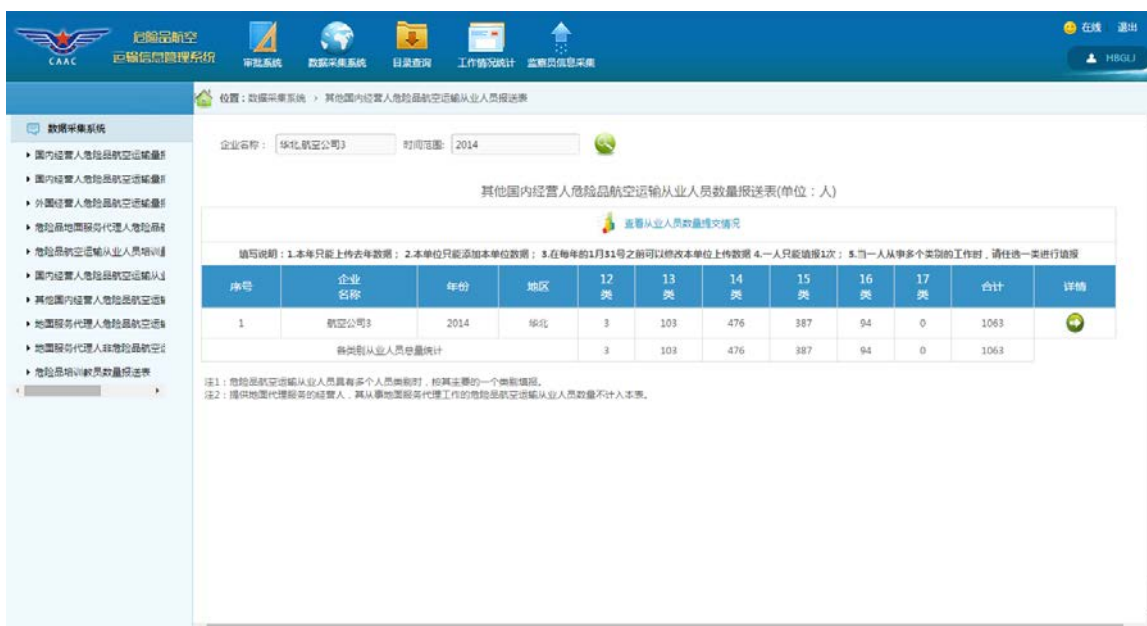 危险品航空
运输信息管理系统
CAAC
审批系统
数据采集系统
目录查询
工作情况统计
监察员信息采集
在线 退出
HBGLJ
位置：数据采集系统 > 其他国内经营人危险品航空运输从业人员报送表
数据采集系统
国内经营人危险品航空运输量
国内经营人危险品航空运输量
外国经营人危险品航空运输量
危险品地面服务代理人危险品
危险品航空运输从业人员培训
国内经营人危险品航空运输从
其他国内经营人危险品航空运
地面服务代理人危险品航空运
地面服务代理人非危险品航空
危险品培训教员数量报送表
企业名称： 华北,航空公司3 时间范围: 2014
其他国内经营人危险品航空运输从业人员数量报送表(单位：人)
查看从业人员数量提交情况
填写说明：1.本年只能上传去年数据； 2.本单位只能添加本单位数据； 3.在每年的1月31号之前可以修改本单位上传数据 4.一人只能填报1次； 5.当一人从事多个类别的工作时，请任选一类进行填报
序号 企业名称 年份 地区 12类 13类 14类 15类 16类 17类 合计 详情
1 航空公司3 2014 华北 3 103 476 387 94 0 1063
各类别从业人员总量统计 3 103 476 387 94 0 1063
注1：危险品航空运输从业人员具有多个人员类别时，按其主要的一个类别填报。
注2：提供地面代理服务的经营人，其从事地面服务代理工作的危险品航空运输从业人员数量不计入本表。